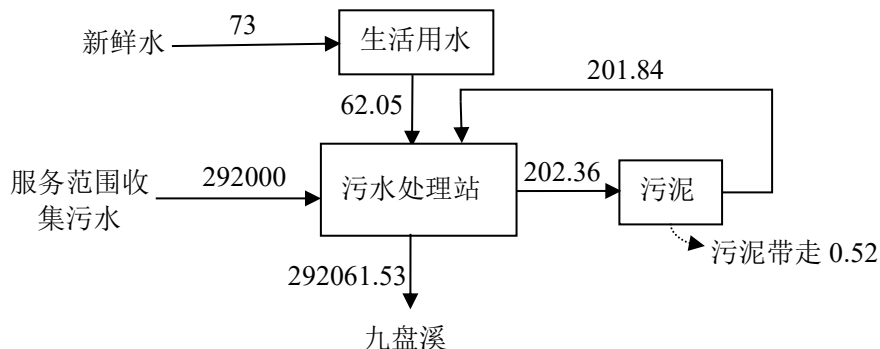 73
新鲜水
生活用水
201.84
62.05
服务范围收
集污水
292000
污水处理站
202.36
污泥
污泥带走 0.52
292061.53
九盘溪